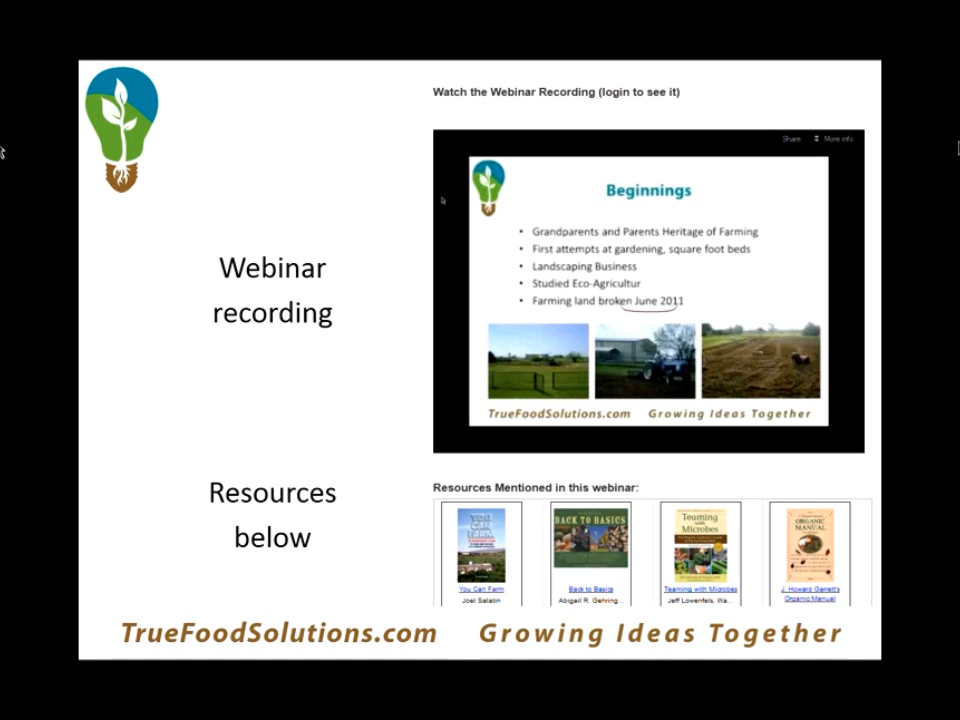 Watch the Webinar Recording (login to see it)
Share More info
Beginnings
• Grandparents and Parents Heritage of Farming
• First attempts at gardening, square foot beds
• Landscaping Business
• Studied Eco-Agricultur
• Farming land broken June 2011
TrueFoodSolutions.com Growing Ideas Together
Webinar
recording
Resources
below
Resources Mentioned in this webinar:
YOU
CAN
FARM
BACK TO BASICS
Teaming
with
Microbes
ORGANIC
MANUAL
You Can Farm
Joel Salatin
Back to Basics
Abigail R. Gehring...
Teaming with Microbes
Jeff Lowenfels, Wa...
J. Howard Garrett's
Organic Manual
TrueFoodSolutions.com Growing Ideas Together